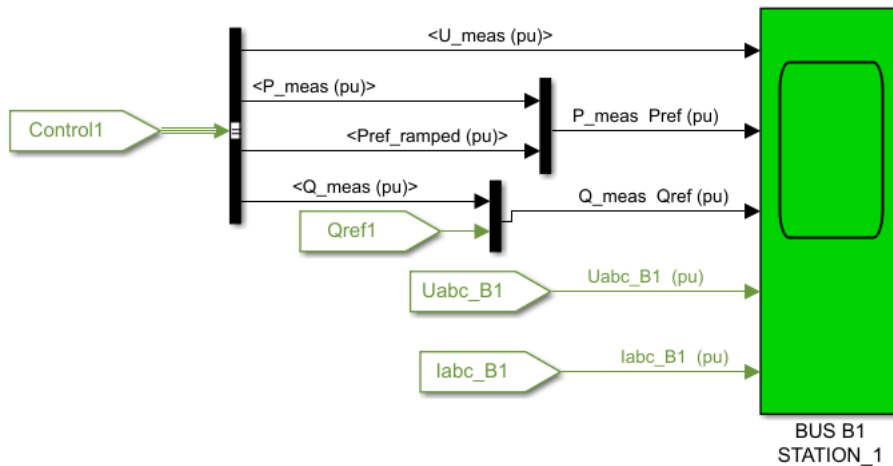 <U_meas (pu)>
<P_meas (pu)>
Control1
P_meas  Pref (pu)
<Pref_ramped (pu)>
<Q_meas (pu)>
Q_meas  Qref (pu)
Qref1
Uabc_B1
Uabc_B1  (pu)
Iabc_B1
Iabc_B1  (pu)
BUS B1
STATION_1